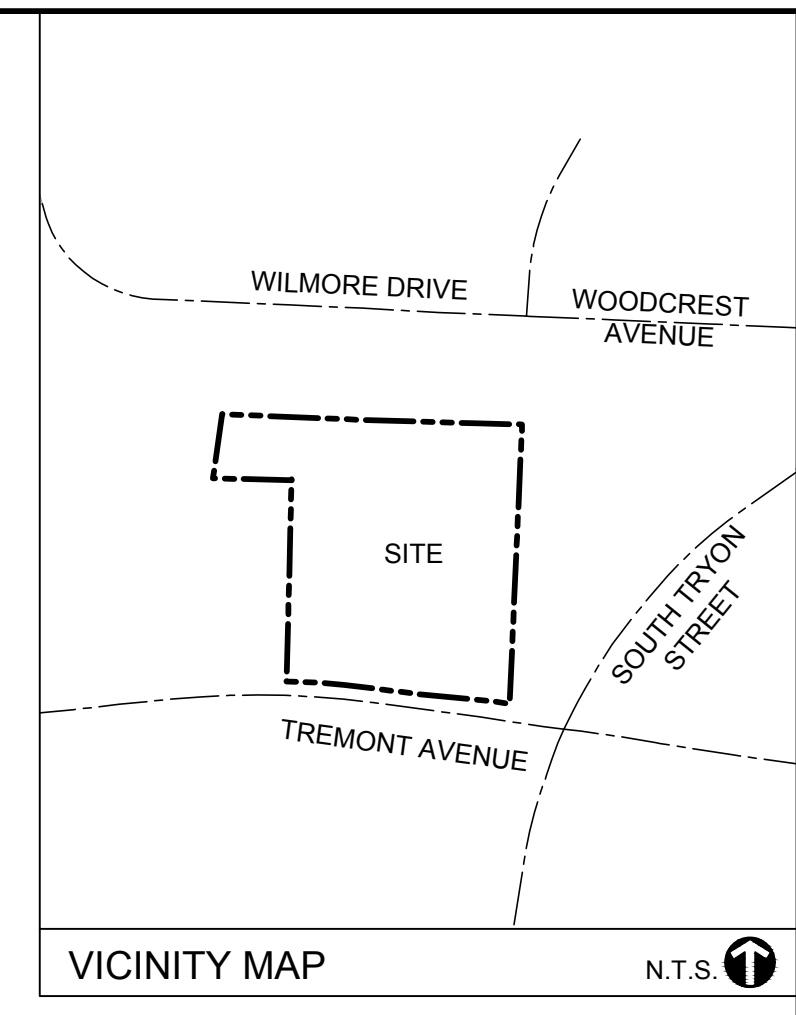 WILMORE DRIVE
WOODCREST
AVENUE
SITE
SOUTH TRYON
STREET
TREMONT AVENUE
VICINITY MAP
N.T.S.